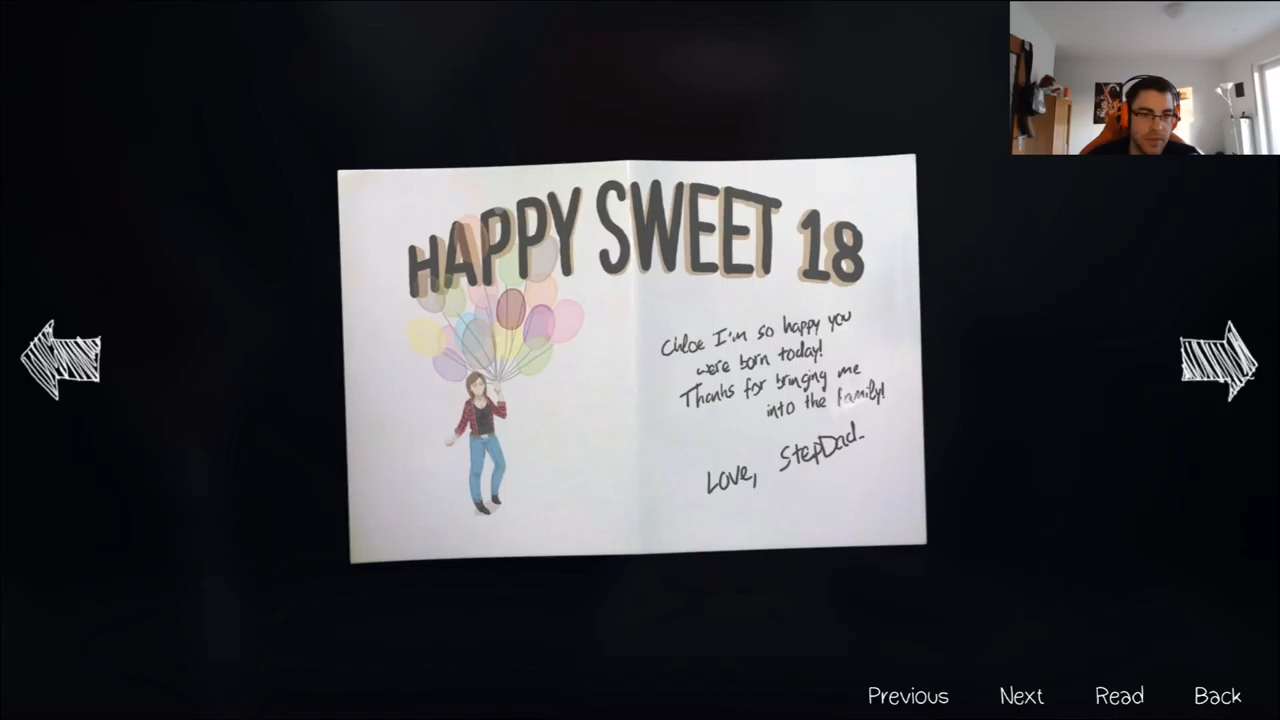 HAPPY SWEET 18
Chloe I'm so happy you
were born today!
Thanks for bringing me
into the family!
Love, StepDad
Previous Next Read Back